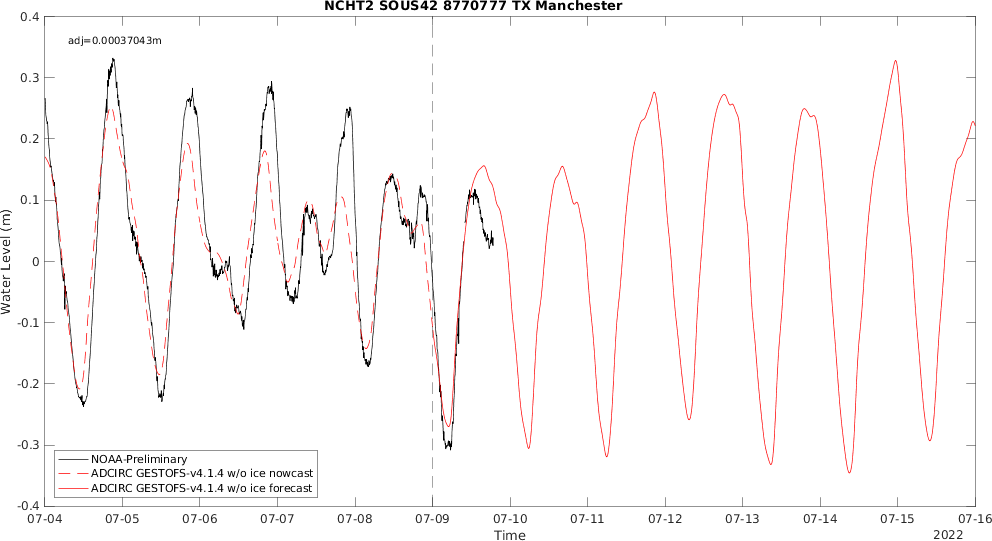 NCHT2 SOUS42 8770777 TX Manchester
adj=0.00037043m
0.4
0.3
0.2
0.1
0
-0.1
-0.2
-0.3
-0.4
Water Level (m)
NOAA-Preliminary
ADCIRC GESTOFS-v4.1.4 w/o ice nowcast
ADCIRC GESTOFS-v4.1.4 w/o ice forecast
07-04 07-05 07-06 07-07 07-08 07-09 07-10 07-11 07-12 07-13 07-14 07-15 07-16
Time
2022